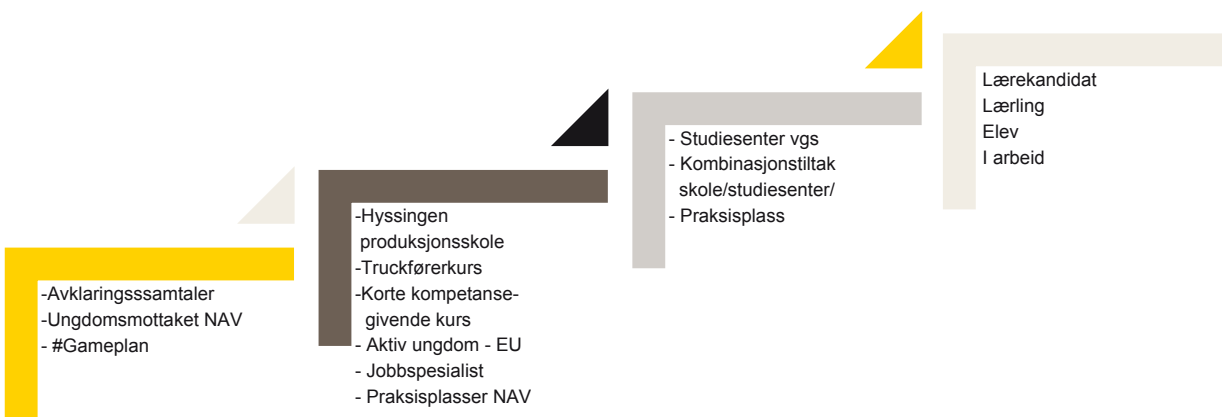 -Avklaringsssamtaler
-Ungdomsmottaket NAV
- #Gameplan
-Hyssingen
produksjonsskole
-Truckførerkurs
-Korte kompetanse-
givende kurs
- Aktiv ungdom - EU
- Jobbspesialist
- Praksisplasser NAV
- Studiesenter vgs
- Kombinasjonstiltak
skole/studiesenter/
- Praksisplass
Lærekandidat
Lærling
Elev
I arbeid